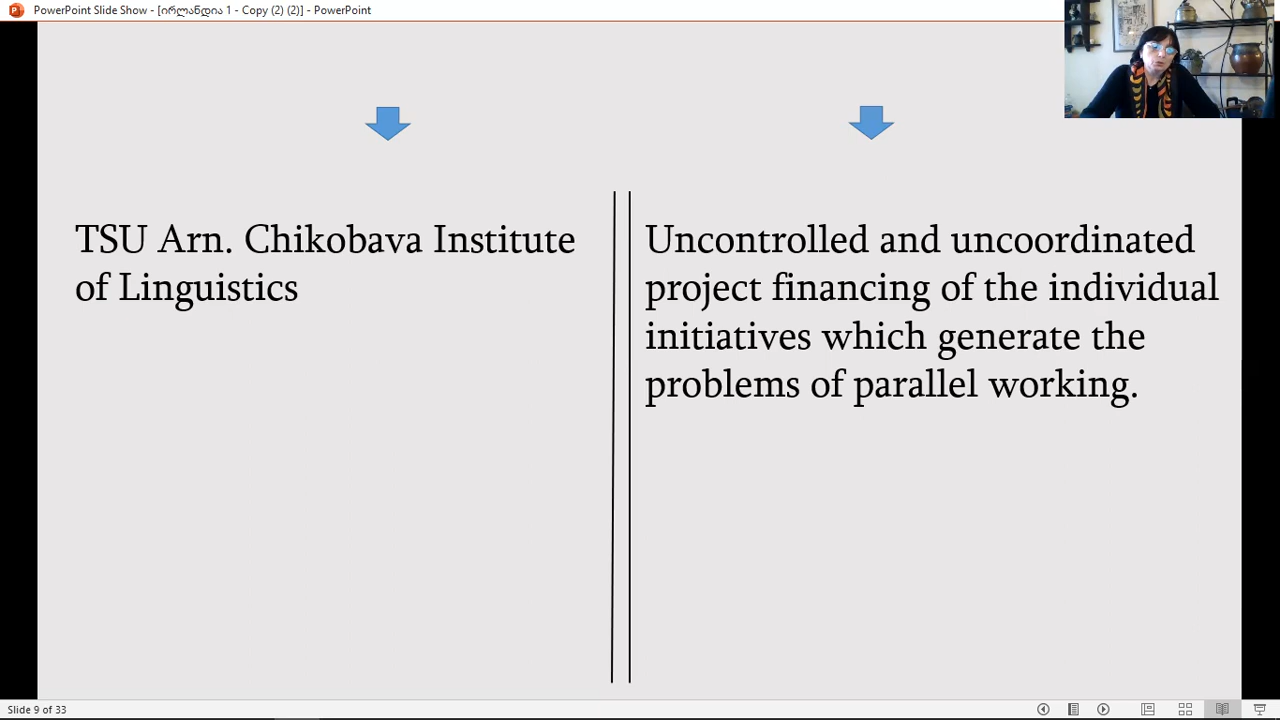 PowerPoint Slide Show - [ირლანდია 1 - Copy (2) (2)] - PowerPoint
TSU Arn. Chikobava Institute
of Linguistics
Uncontrolled and uncoordinated
project financing of the individual
initiatives which generate the
problems of parallel working.
Slide 9 of 33